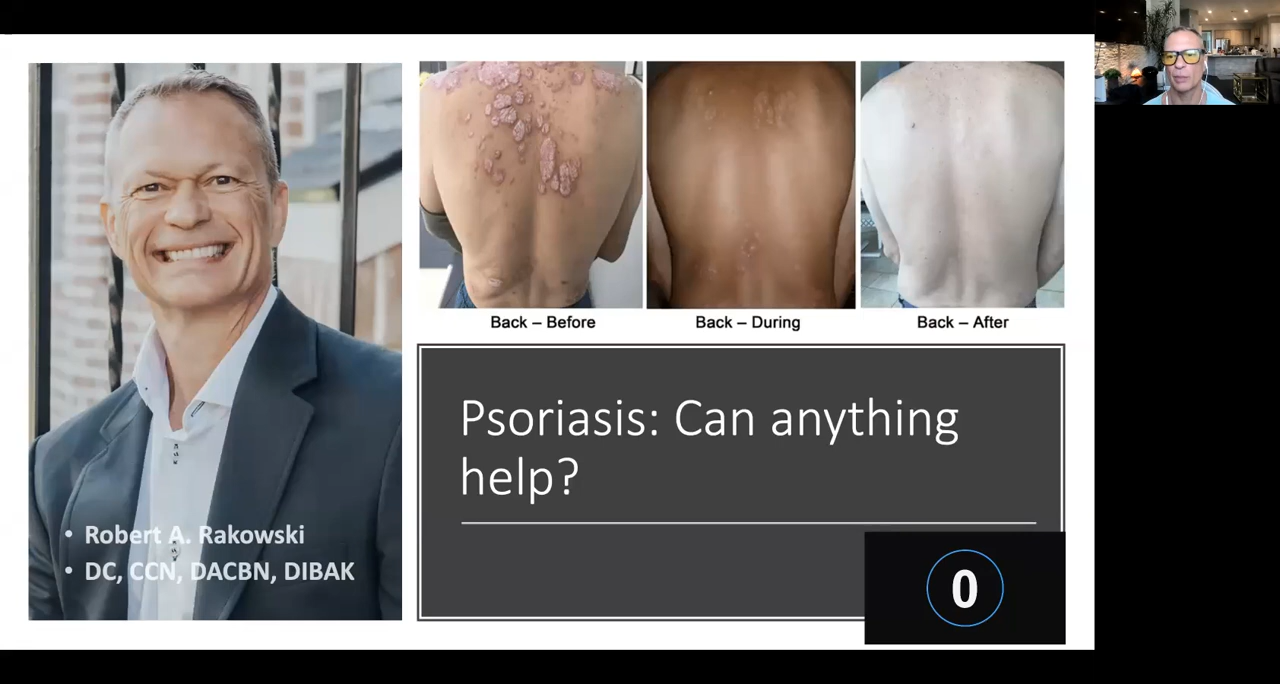 Back – Before
Back – During
Back – After
Psoriasis: Can anything
help?
• Robert A. Rakowski
• DC, CCN, DACBN, DIBAK
0